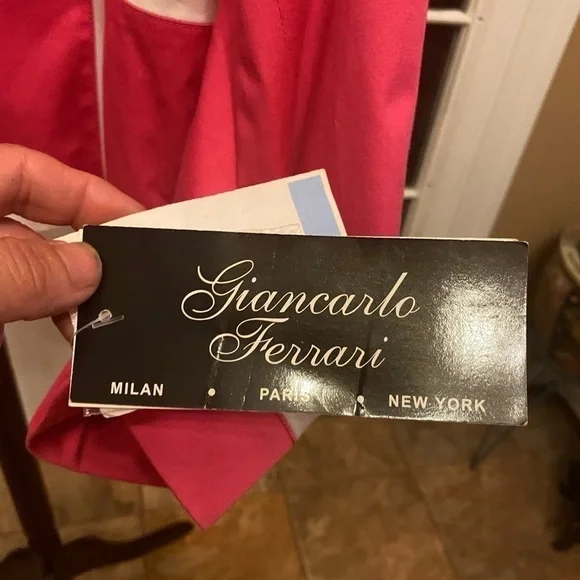 Giancarlo
Ferrari
MILAN • PARIS • NEW YORK